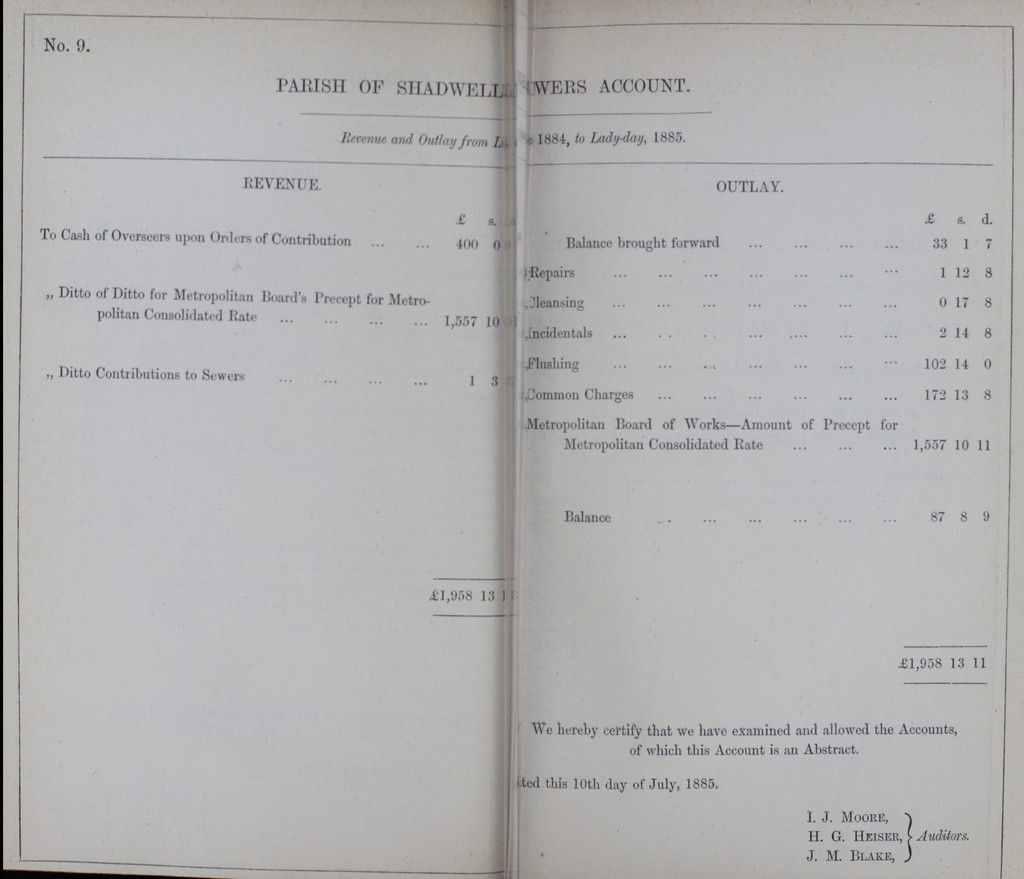 No. 9.
PARISH OF SHADWELL WERS ACCOUNT.
Revenue and Outlay from 1884, to Lady-day, 1885.
REVENUE.
£ s.
To Cash of Overseers upon Orders of Contribution ... ... 400 0
„ Ditto of Ditto for Metropolitan Board's Precept for Metro-
politan Consolidated Rate ... ... ... ... 1,557 10
„ Ditto Contributions to Sewers ... ... ... ... 1 3
£1,958 13
OUTLAY.
£ s. d.
Balance brought forward ... ... ... ... 33 1 7
Repairs ... ... ... ... ... ... ... 1 12 8
Cleansing ... ... ... ... ... ... ... 0 17 8
Incidentals ... ... ... ... ... ... ... 2 14 8
Flushing ... ... ... ... ... ... ... 102 14 0
Common Charges ... ... ... ... ... ... 172 13 8
Metropolitan Board of Works—Amount of Precept for
Metropolitan Consolidated Rate ... ... ... 1,557 10 11
Balance . ... ... ... ... ... 87 8 9
£1,958 13 11
We hereby certify that we have examined and allowed the Accounts,
of which this Account is an Abstract.
ted this 10th day of July, 1885.
I. J. MOORE,
H. G. HEISER, } Auditors.
J. M. BLAKE,